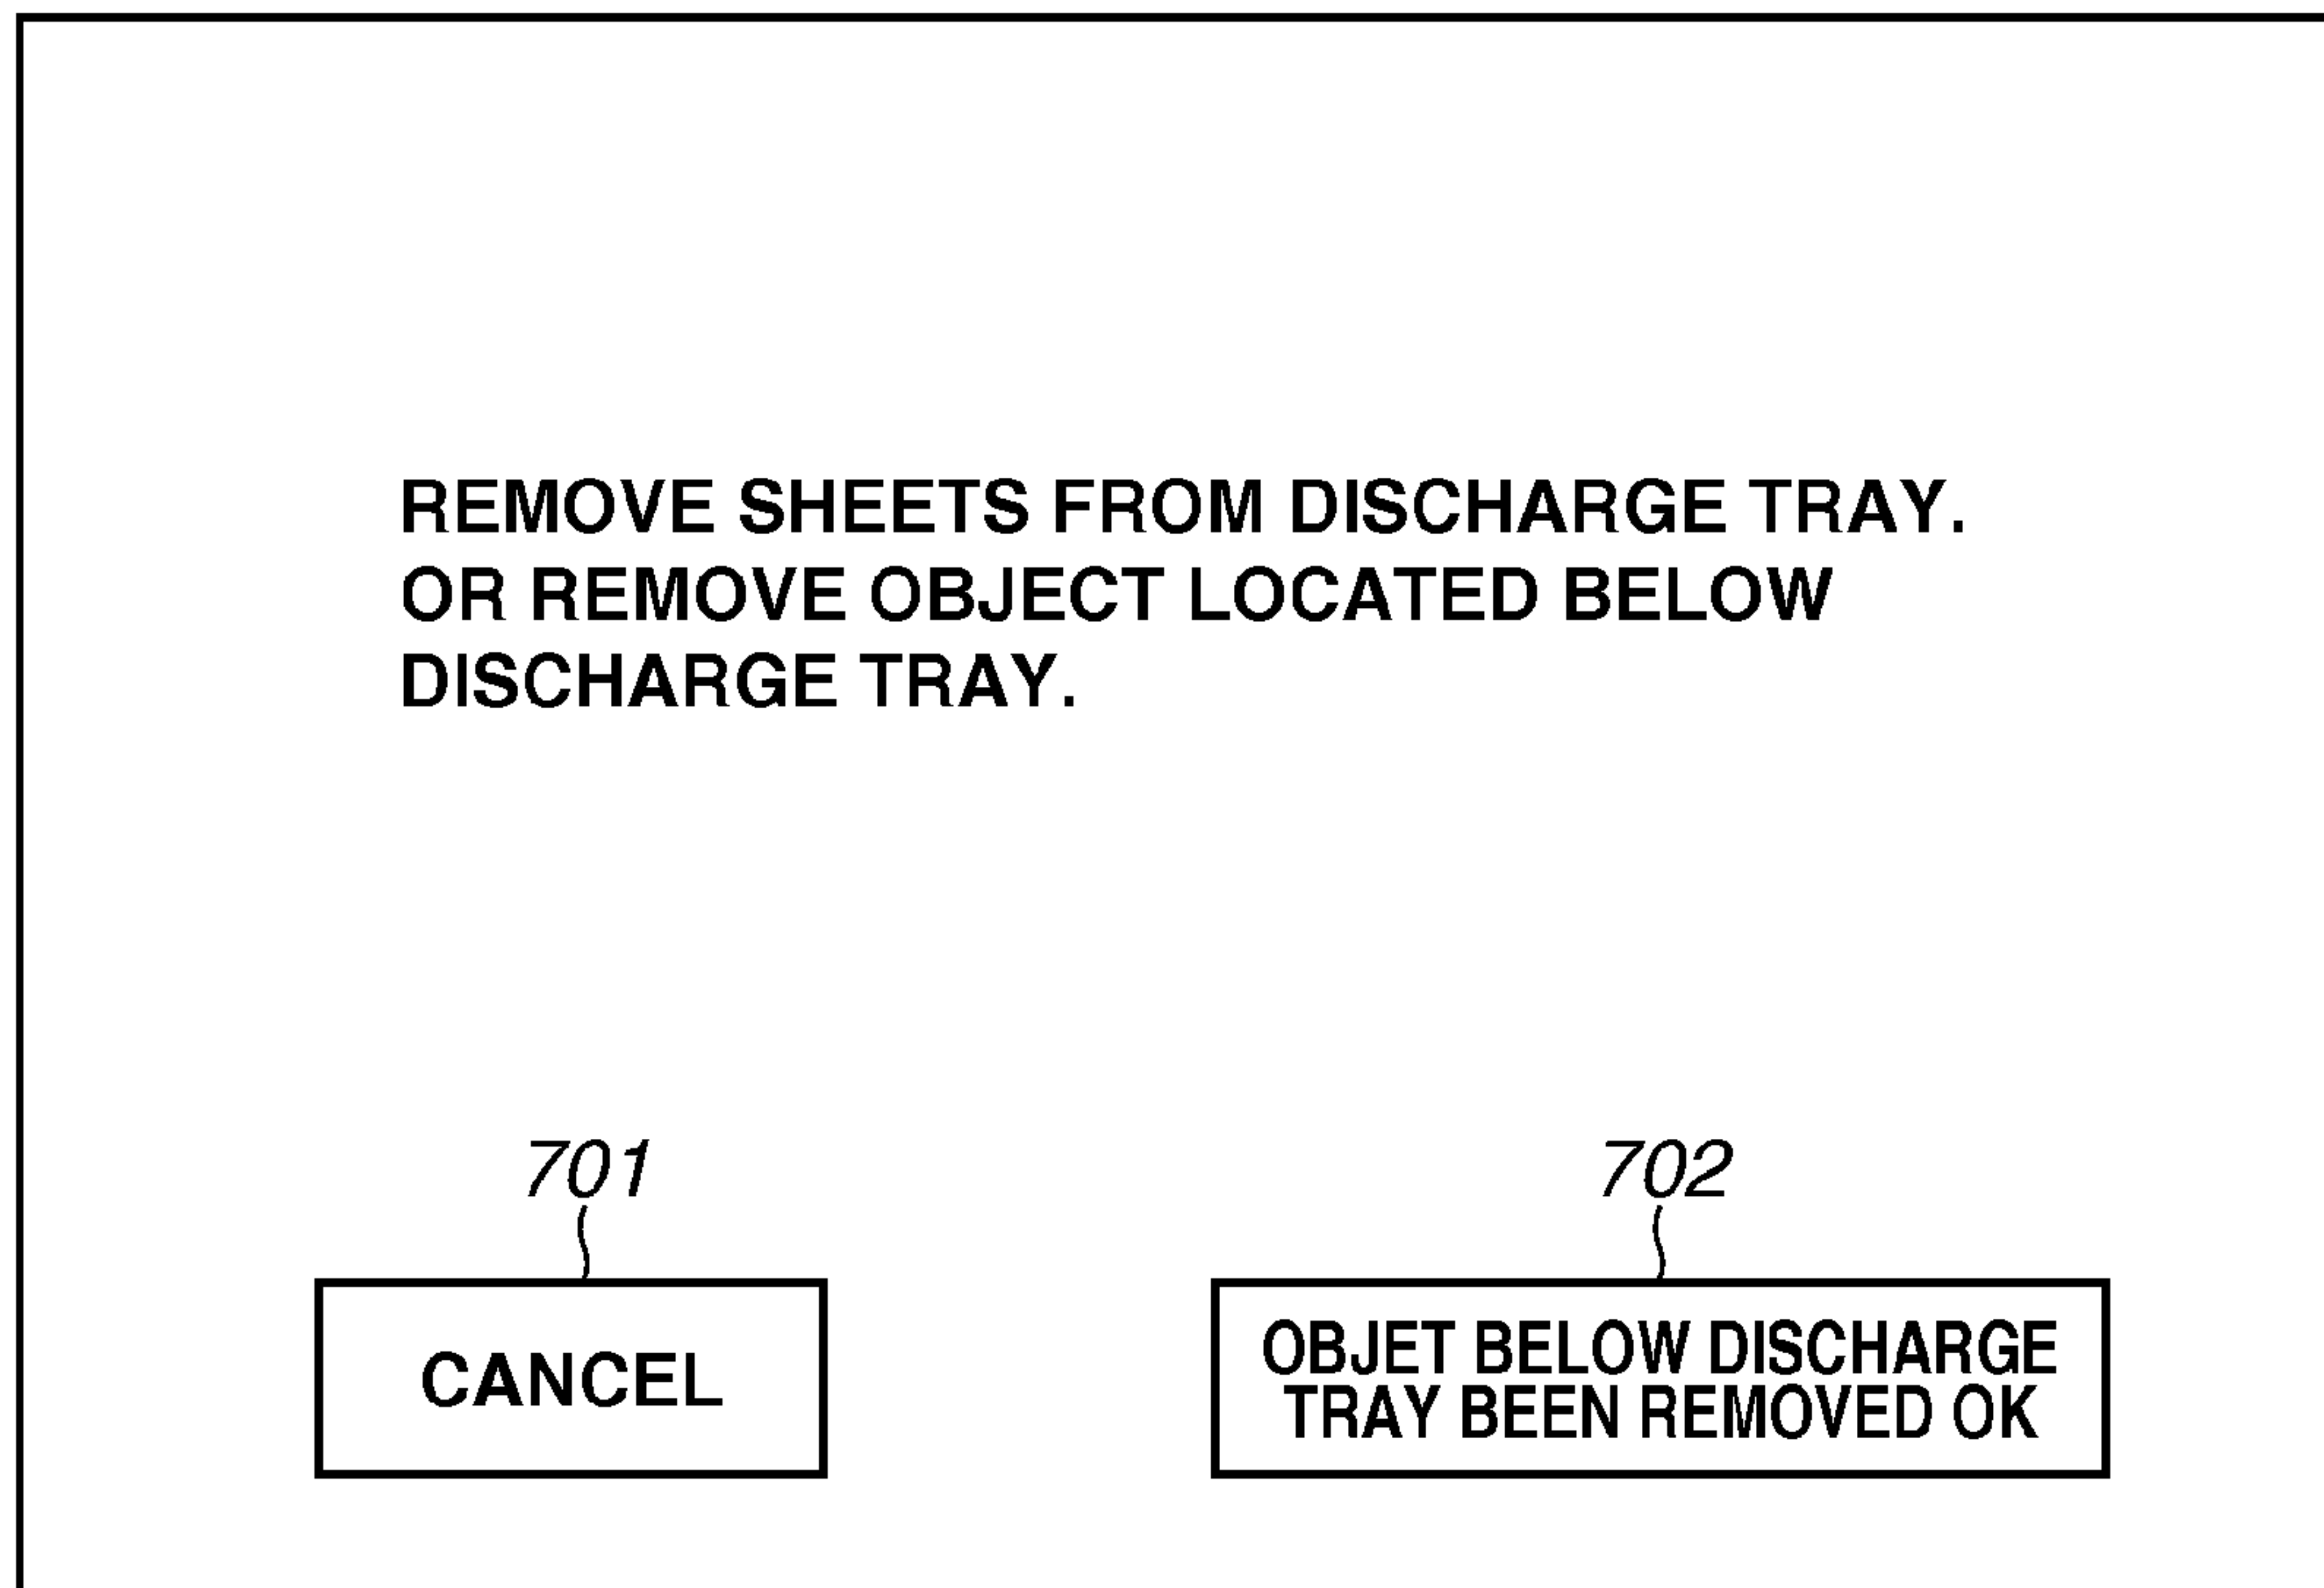 REMOVE SHEETS FROM DISCHARGE TRAY.
OR REMOVE OBJECT LOCATED BELOW
DISCHARGE TRAY.
701
702
CANCEL
OBJET BELOW DISCHARGE
TRAY BEEN REMOVED OK